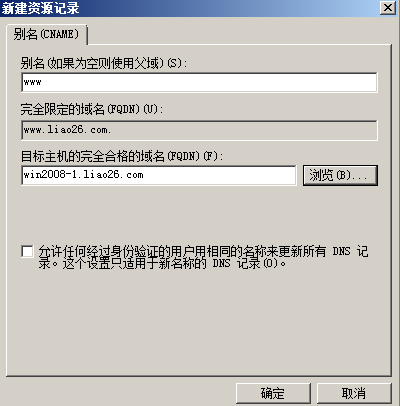 新建资源记录
别名(CNAME)
别名(如果为空则使用父域)(S):
www
完全限定的域名(FQDN)(U):
www.liao26.com.
目标主机的完全合格的域名(FQDN)(F):
win2008-1.liao26.com
浏览(B)...
允许任何经过身份验证的用户用相同的名称来更新所有 DNS 记
录。这个设置只适用于新名称的 DNS 记录(O)。
确定
取消